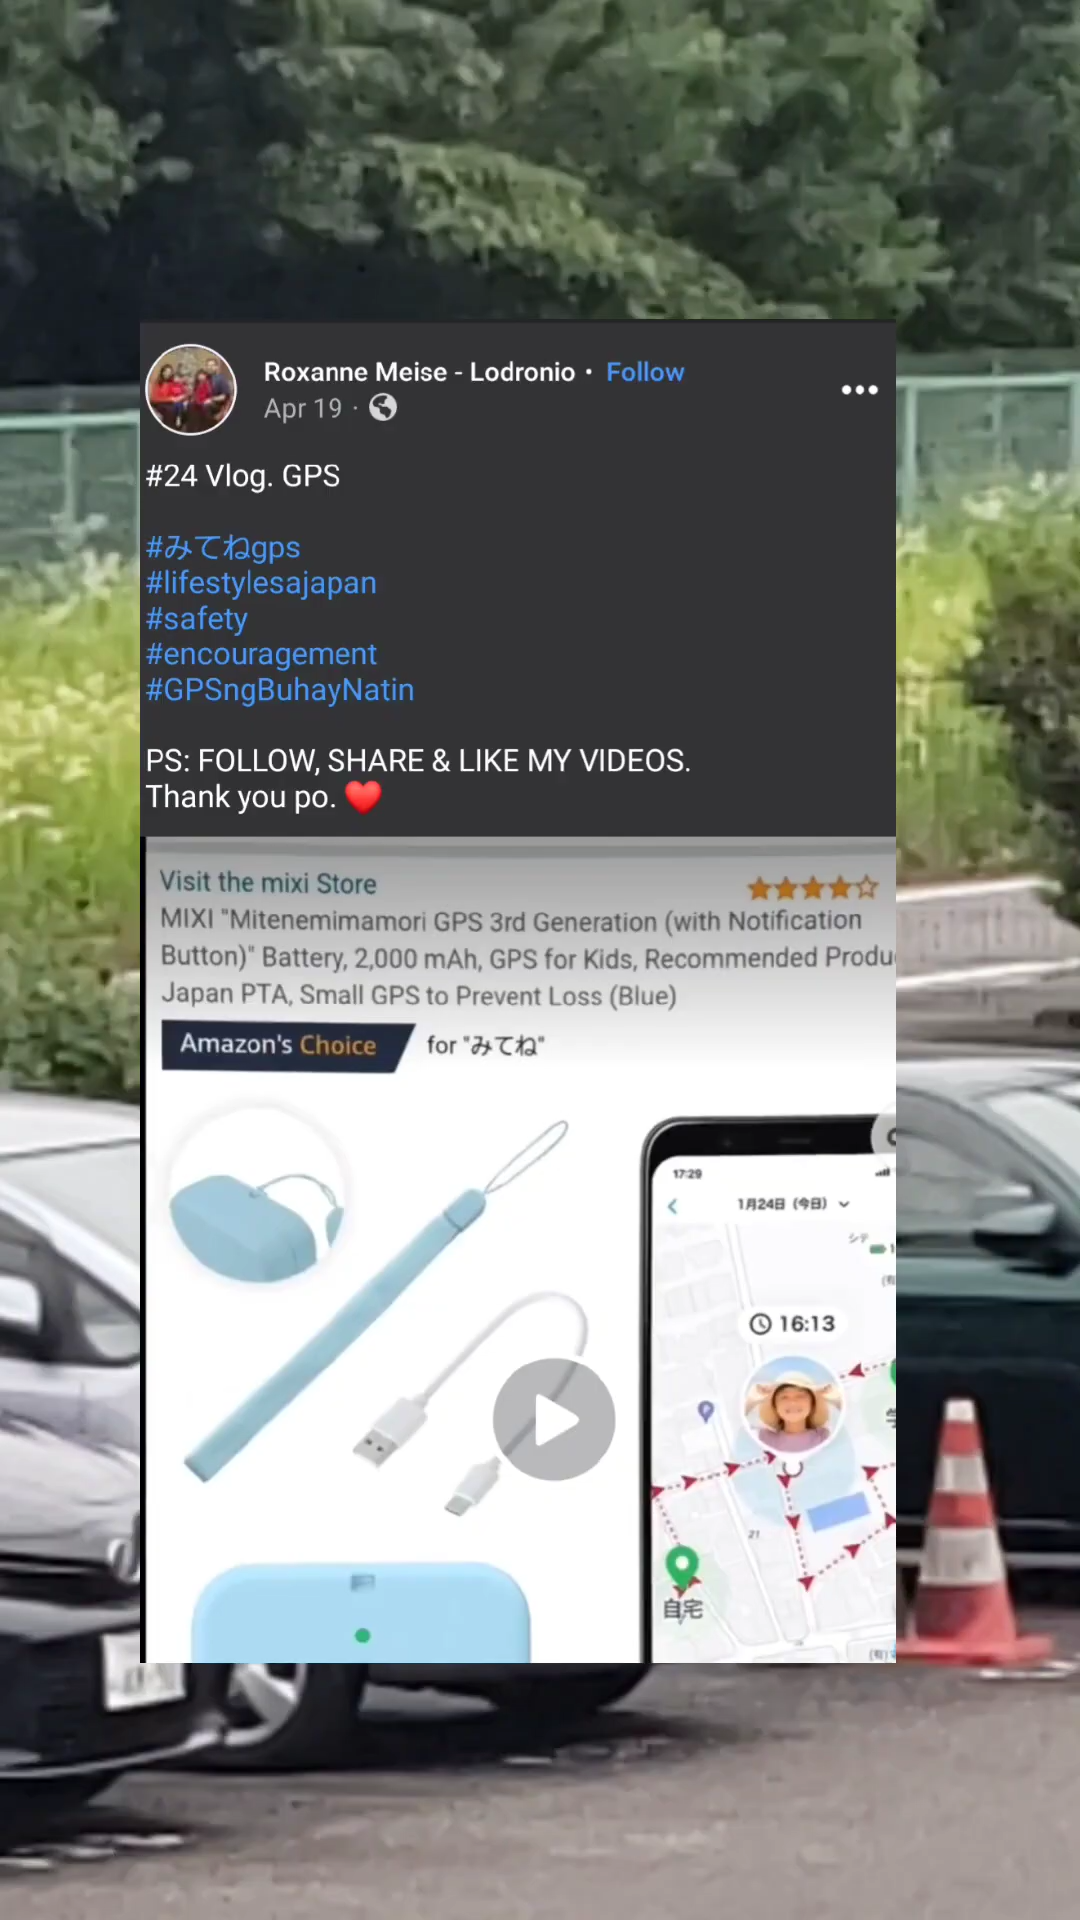 Roxanne Meise - Lodronio • Follow
Apr 19 ·
#24 Vlog. GPS
#みてねgps
#lifestylesajapan
#safety
#encouragement
#GPSngBuhayNatin
PS: FOLLOW, SHARE & LIKE MY VIDEOS.
Thank you po. ❤️
Visit the mixi Store
MIXI "Mitenemimamori GPS 3rd Generation (with Notification
Button)" Battery, 2,000 mAh, GPS for Kids, Recommended Produ
Japan PTA, Small GPS to Prevent Loss (Blue)
Amazon's Choice for "みてね"
17:29
1月24日 (今日)
16:13
21
自宅
(有)